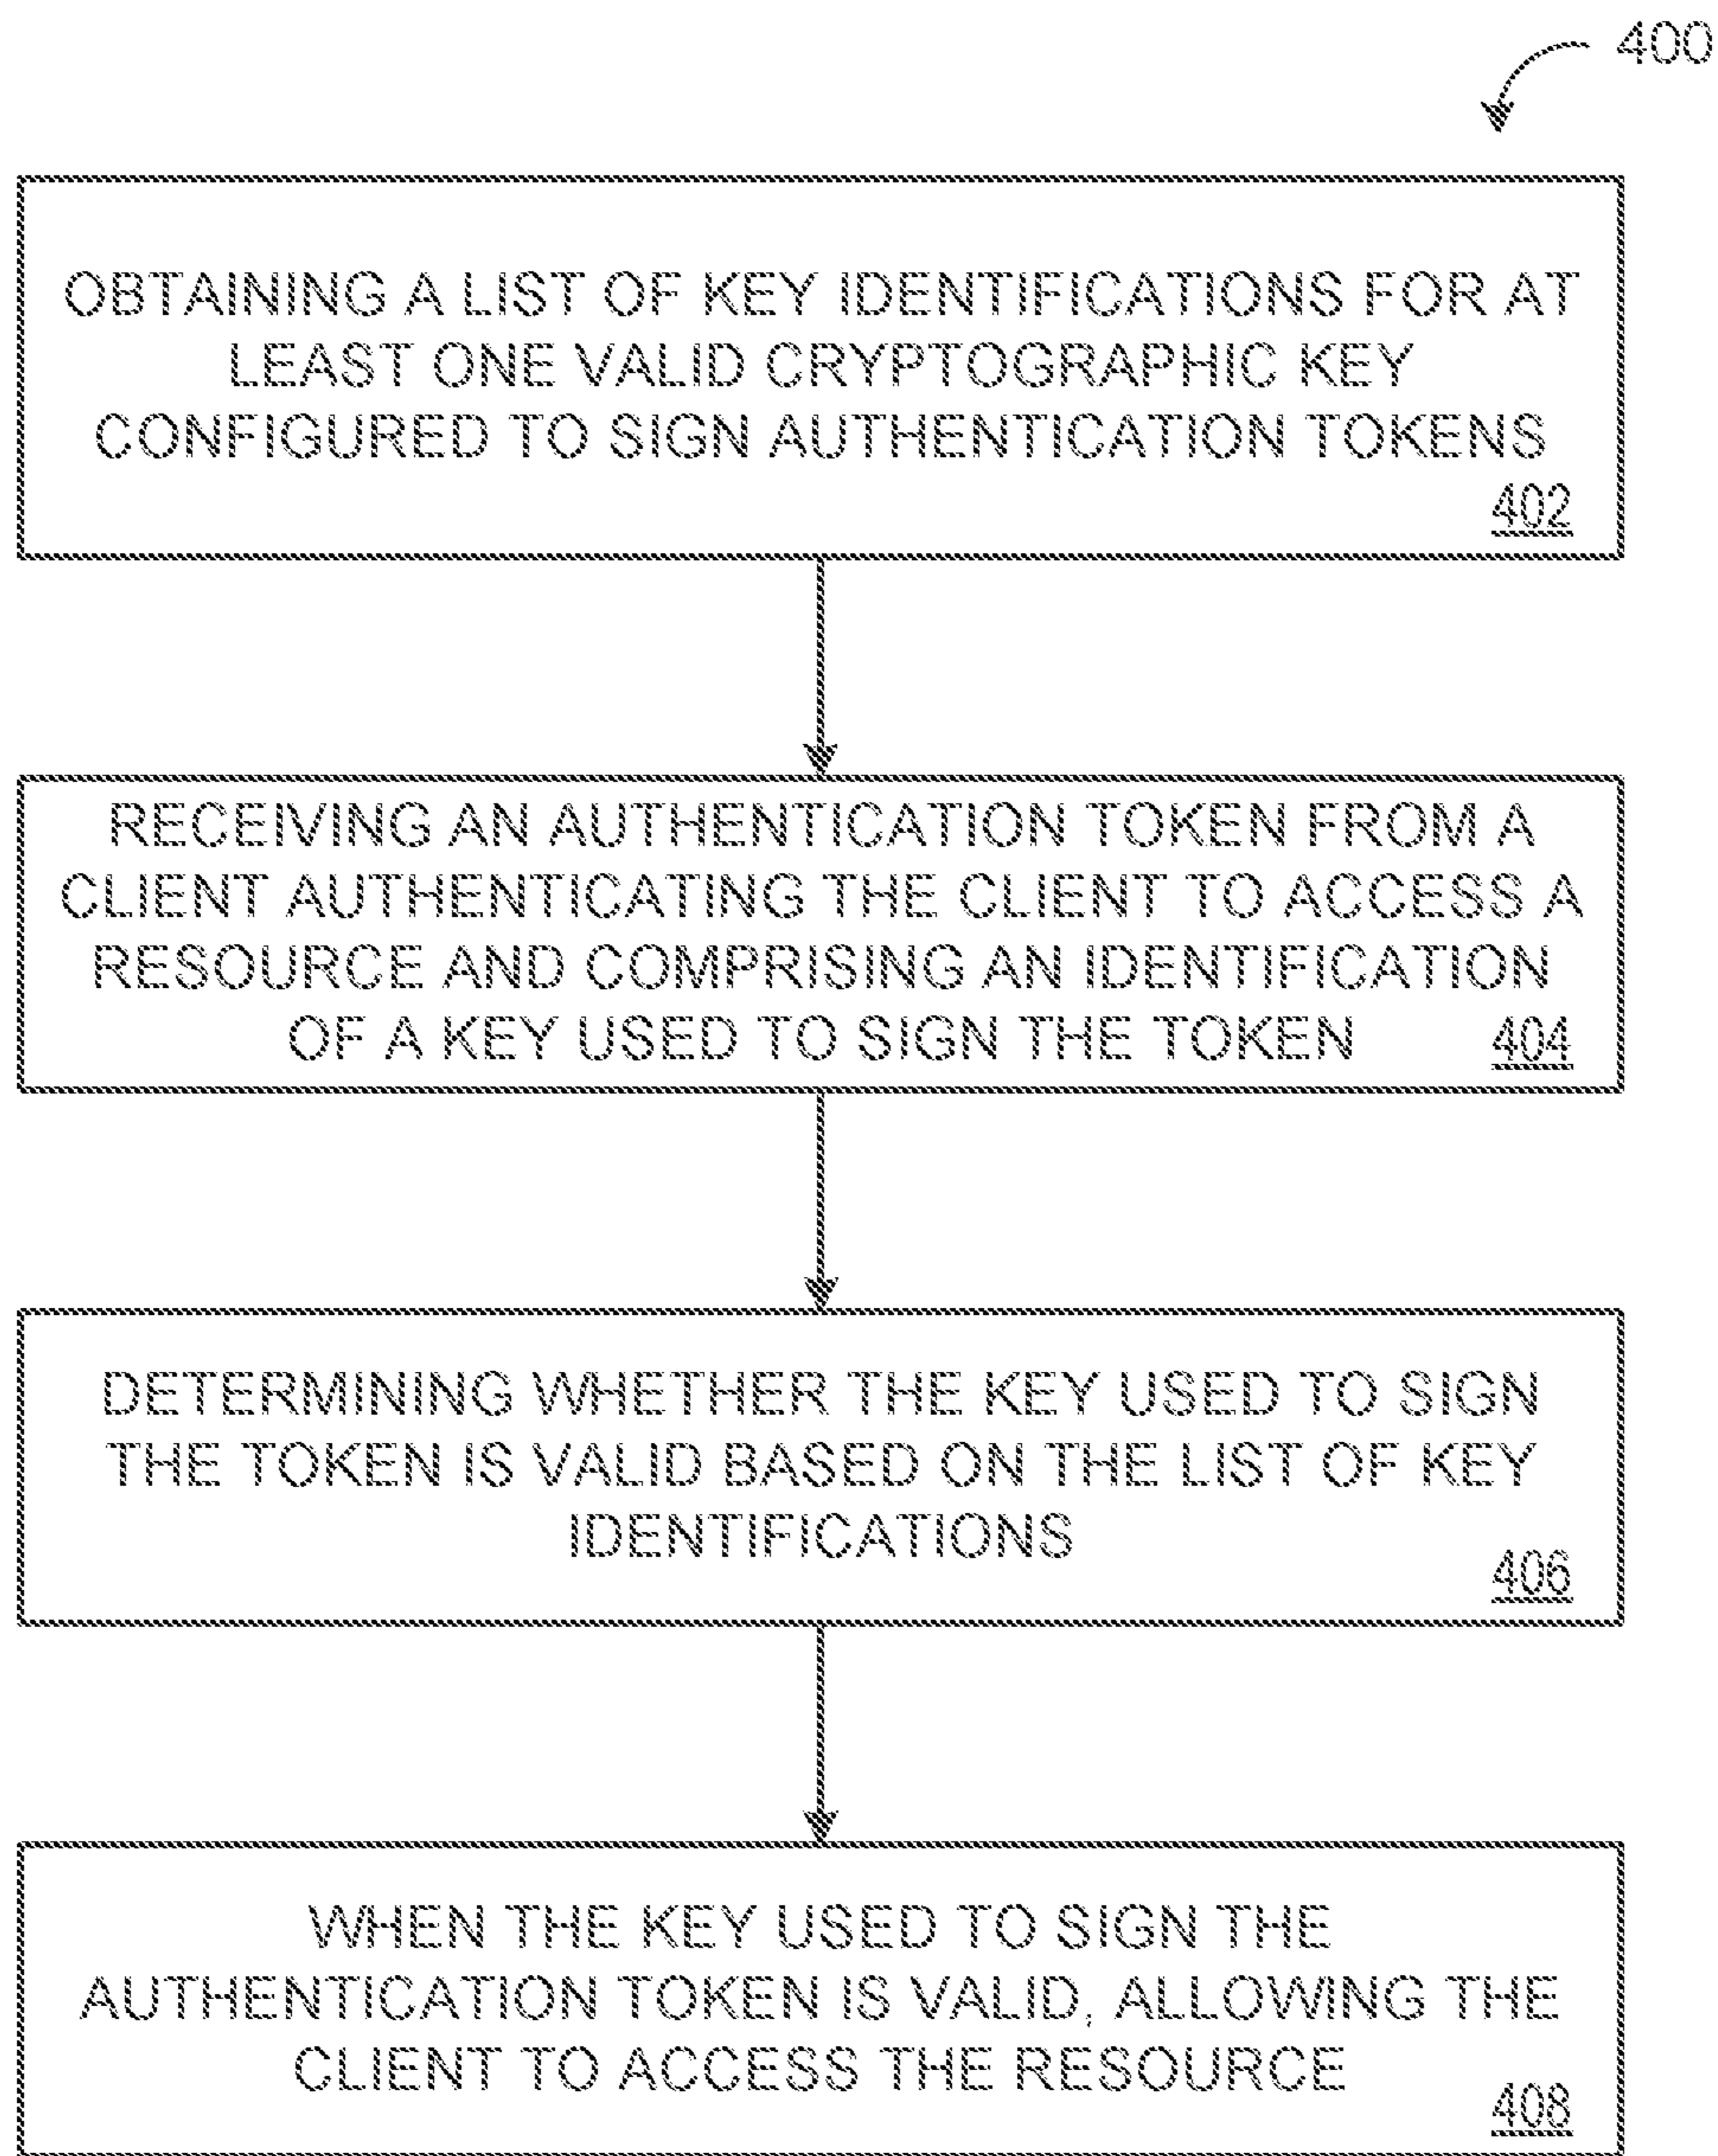 400
OBTAINING A LIST OF KEY IDENTIFICATIONS FOR AT
LEAST ONE VALID CRYPTOGRAPHIC KEY
CONFIGURED TO SIGN AUTHENTICATION TOKENS
402
RECEIVING AN AUTHENTICATION TOKEN FROM A
CLIENT AUTHENTICATING THE CLIENT TO ACCESS A
RESOURCE AND COMPRISING AN IDENTIFICATION
OF A KEY USED TO SIGN THE TOKEN 404
DETERMINING WHETHER THE KEY USED TO SIGN
THE TOKEN IS VALID BASED ON THE LIST OF KEY
IDENTIFICATIONS
406
WHEN THE KEY USED TO SIGN THE
AUTHENTICATION TOKEN IS VALID, ALLOWING THE
CLIENT TO ACCESS THE RESOURCE
408